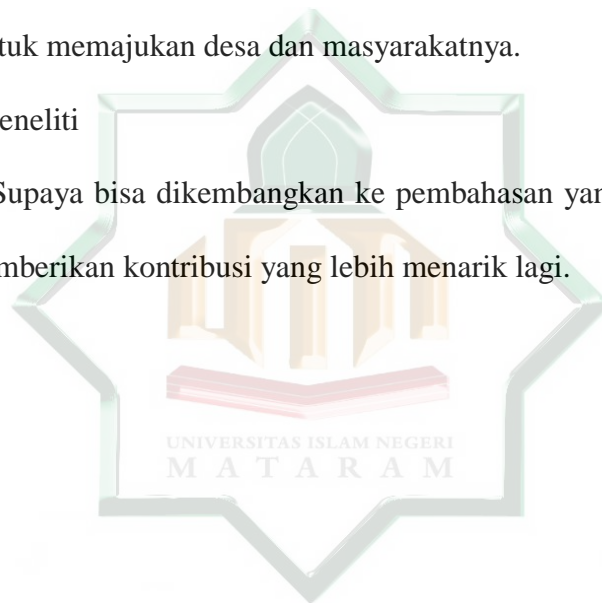 tuk memajukan desa dan masyarakatnya.
eneliti
Supaya bisa dikembangkan ke pembahasan yan
mberikan kontribusi yang lebih menarik lagi.
UNIVERSITAS ISLAM NEGERI
MATARAM